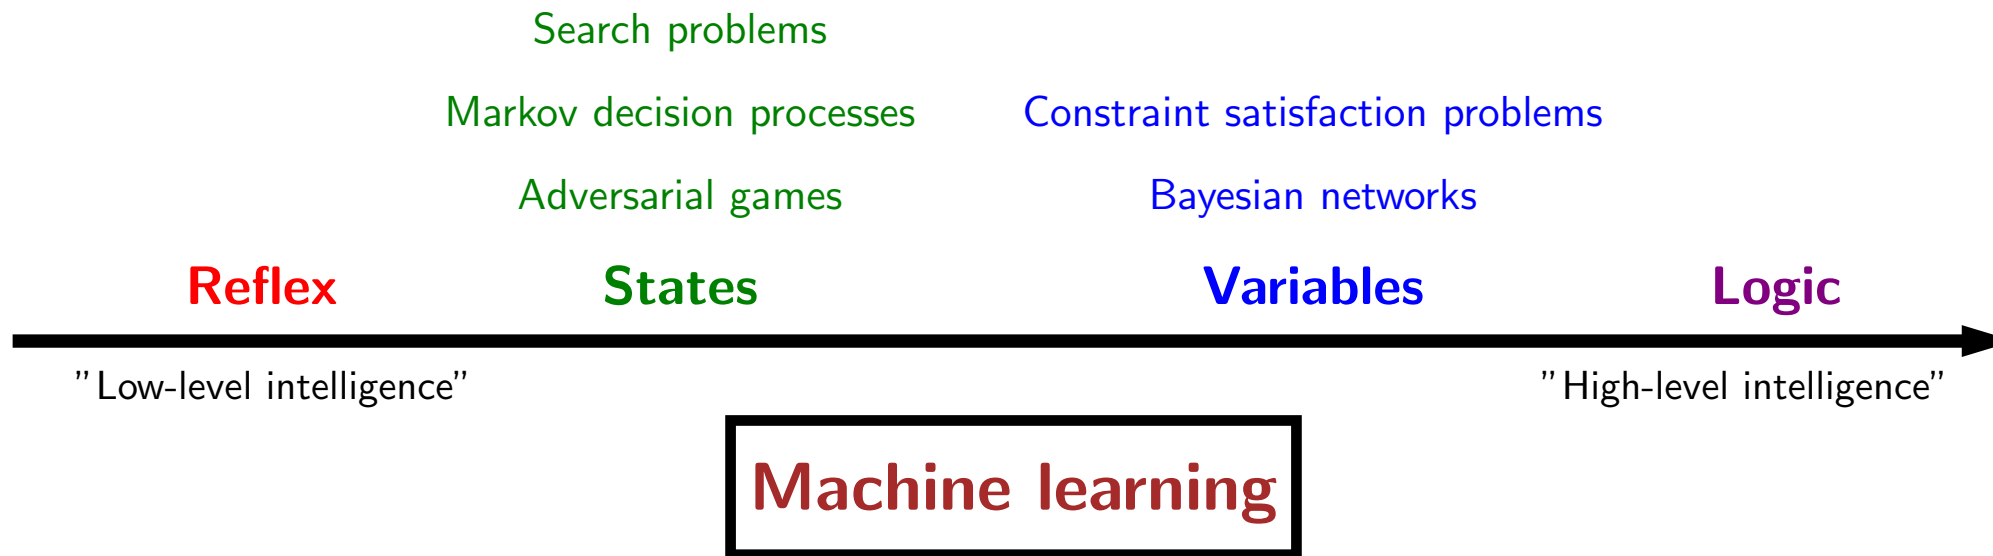 Search problems
Markov decision processes Constraint satisfaction problems
Adversarial games Bayesian networks
Reflex States Variables Logic
"Low-level intelligence" "High-level intelligence"
Machine learning